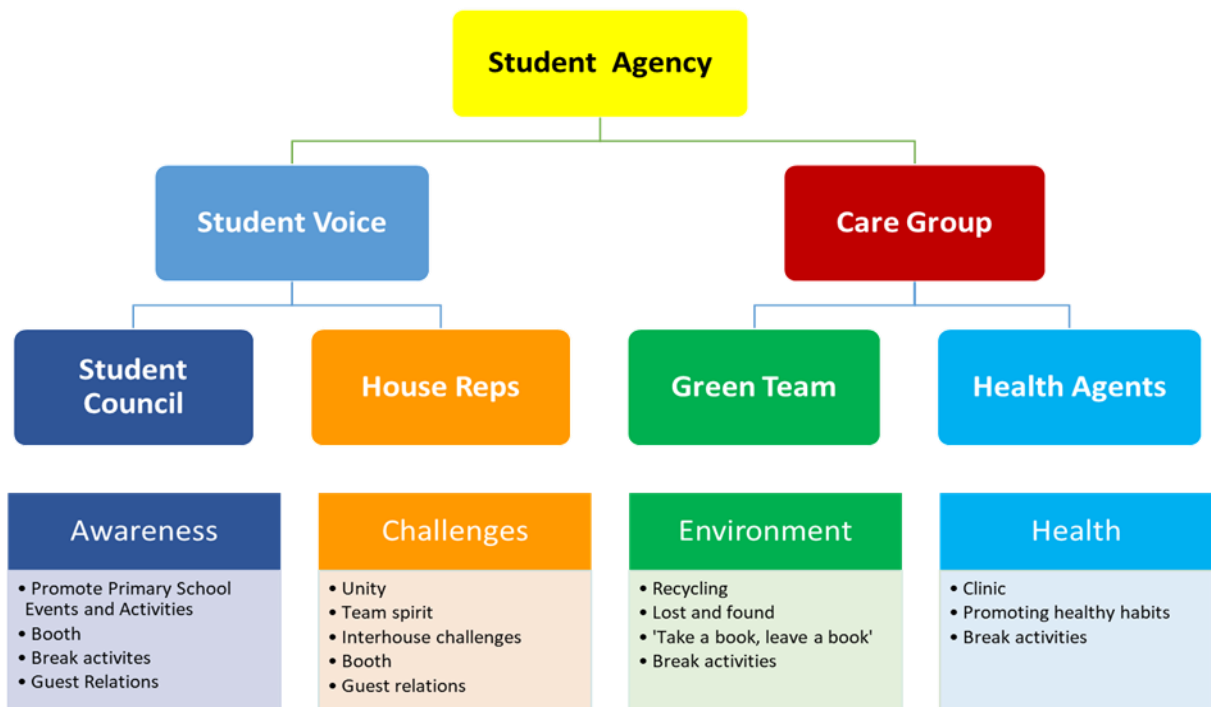 Student Agency
Student Voice
Care Group
Student
Council
House Reps
Green Team
Health Agents
Awareness
• Promote Primary School
Events and Activities
• Booth
• Break activites
• Guest Relations
Challenges
• Unity
• Team spirit
• Interhouse challenges
• Booth
• Guest relations
Environment
• Recycling
• Lost and found
• 'Take a book, leave a book'
• Break activities
Health
• Clinic
• Promoting healthy habits
• Break activities